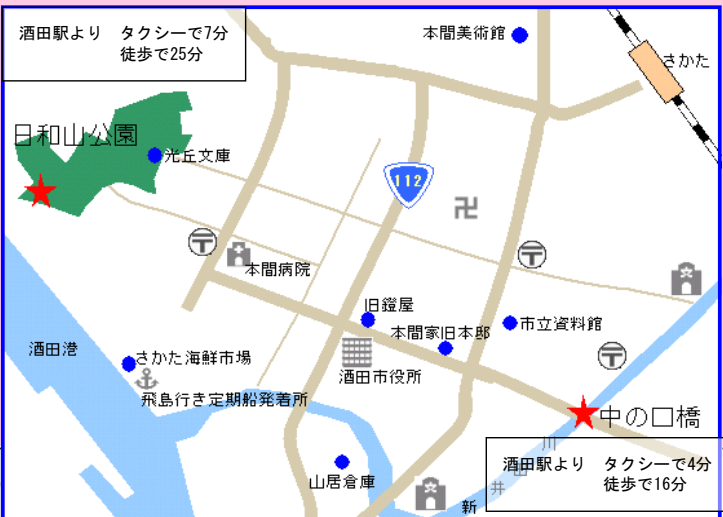 酒田駅より タクシーで7分
徒歩で25分
本間美術館
さかた
日和山公園
光丘文庫
112
本間病院
旧鐙屋
本間家旧本邸
市立資料館
酒田市役所
酒田港
さかた海鮮市場
飛島行き定期船発着所
中の口橋
山居倉庫
新井田川
酒田駅より タクシーで4分
徒歩で16分